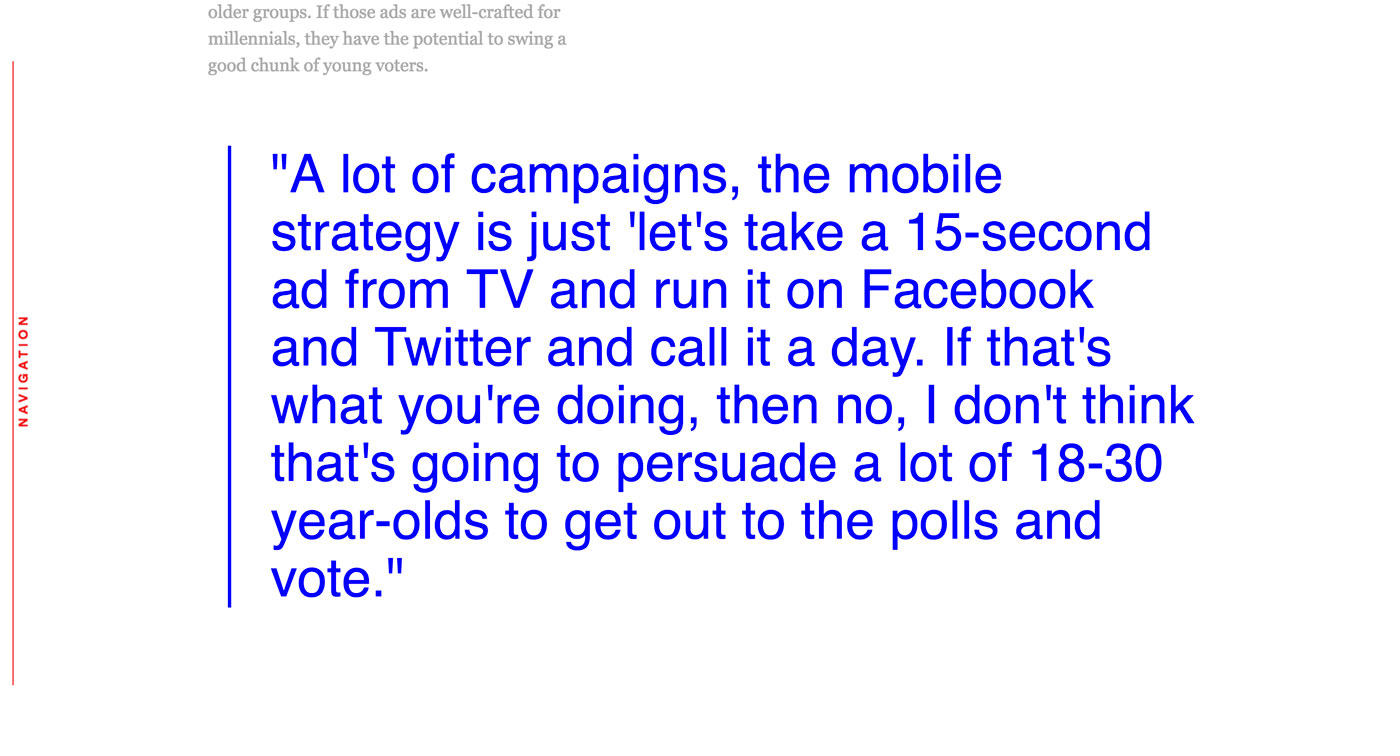 older groups. If those ads are well-crafted for
millennials, they have the potential to swing a
good chunk of young voters.
NAVIGATION
"A lot of campaigns, the mobile
strategy is just 'let's take a 15-second
ad from TV and run it on Facebook
and Twitter and call it a day. If that's
what you're doing, then no, I don't think
that's going to persuade a lot of 18-30
year-olds to get out to the polls and
vote."